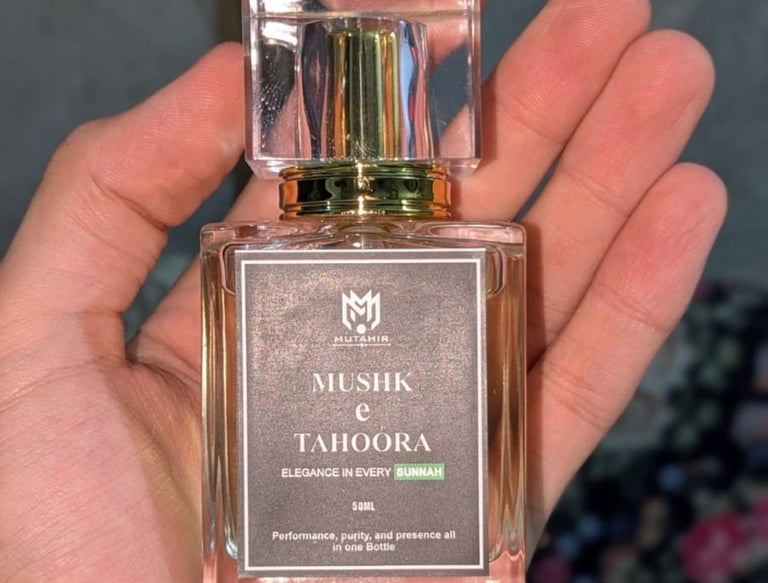 MUTAHIR
MUSHK
e
TAHOORA
ELEGANCE IN EVERY SUNNAH
50ML
Performance, purity, and presence all
in one Bottle